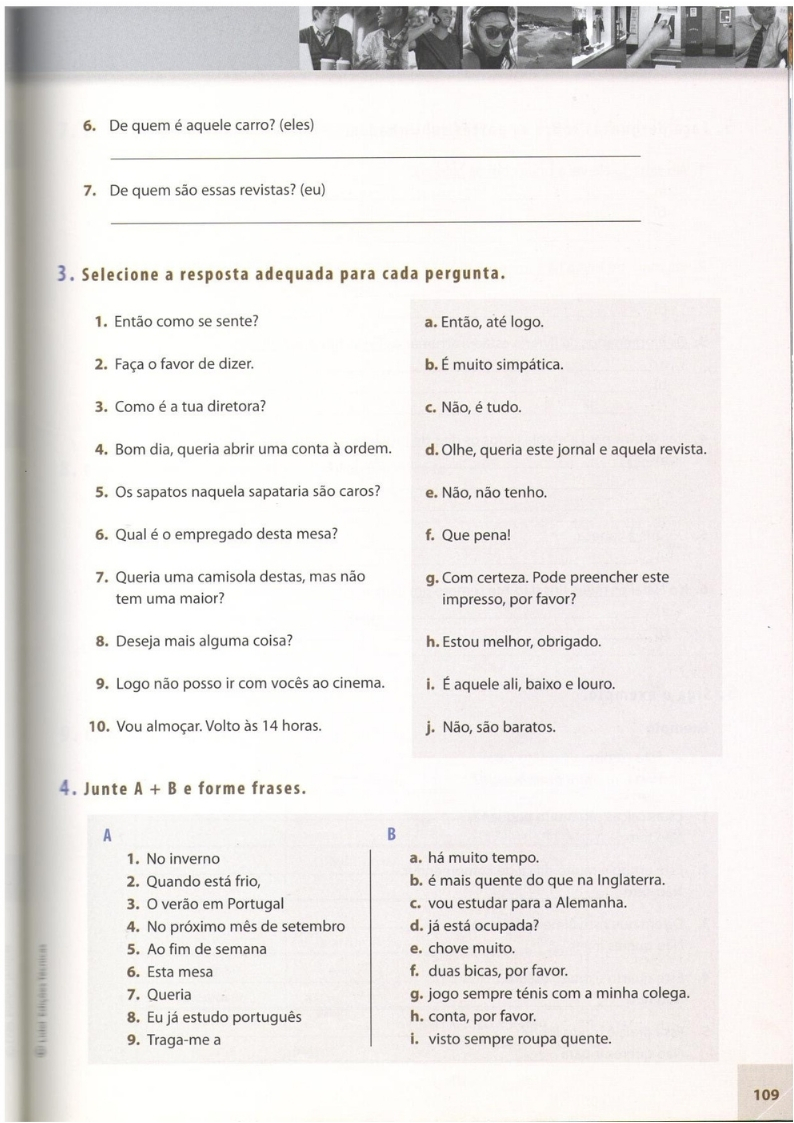 6. De quem é aquele carro? (eles)
7. De quem são essas revistas? (eu)
3. Selecione a resposta adequada para cada pergunta.
1. Então como se sente?
2. Faça o favor de dizer.
3. Como é a tua diretora?
4. Bom dia, queria abrir uma conta à ordem.
5. Os sapatos naquela sapataria são caros?
6. Qual é o empregado desta mesa?
7. Queria uma camisola destas, mas não
tem uma maior?
8. Deseja mais alguma coisa?
9. Logo não posso ir com vocês ao cinema.
10. Vou almoçar. Volto às 14 horas.
a. Então, até logo.
b. É muito simpática.
c. Não, é tudo.
d. Olhe, queria este jornal e aquela revista.
e. Não, não tenho.
f. Que pena!
g. Com certeza. Pode preencher este
impresso, por favor?
h. Estou melhor, obrigado.
i. É aquele ali, baixo e louro.
j. Não, são baratos.
4. Junte A + B e forme frases.
A
1. No inverno
2. Quando está frio,
3. O verão em Portugal
4. No próximo mês de setembro
5. Ao fim de semana
6. Esta mesa
7. Queria
8. Eu já estudo português
9. Traga-me a
B
a. há muito tempo.
b. é mais quente do que na Inglaterra.
c. vou estudar para a Alemanha.
d. já está ocupada?
e. chove muito.
f. duas bicas, por favor.
g. jogo sempre ténis com a minha colega.
h. conta, por favor.
i. visto sempre roupa quente.
© Lidel Edições Técnicas
109